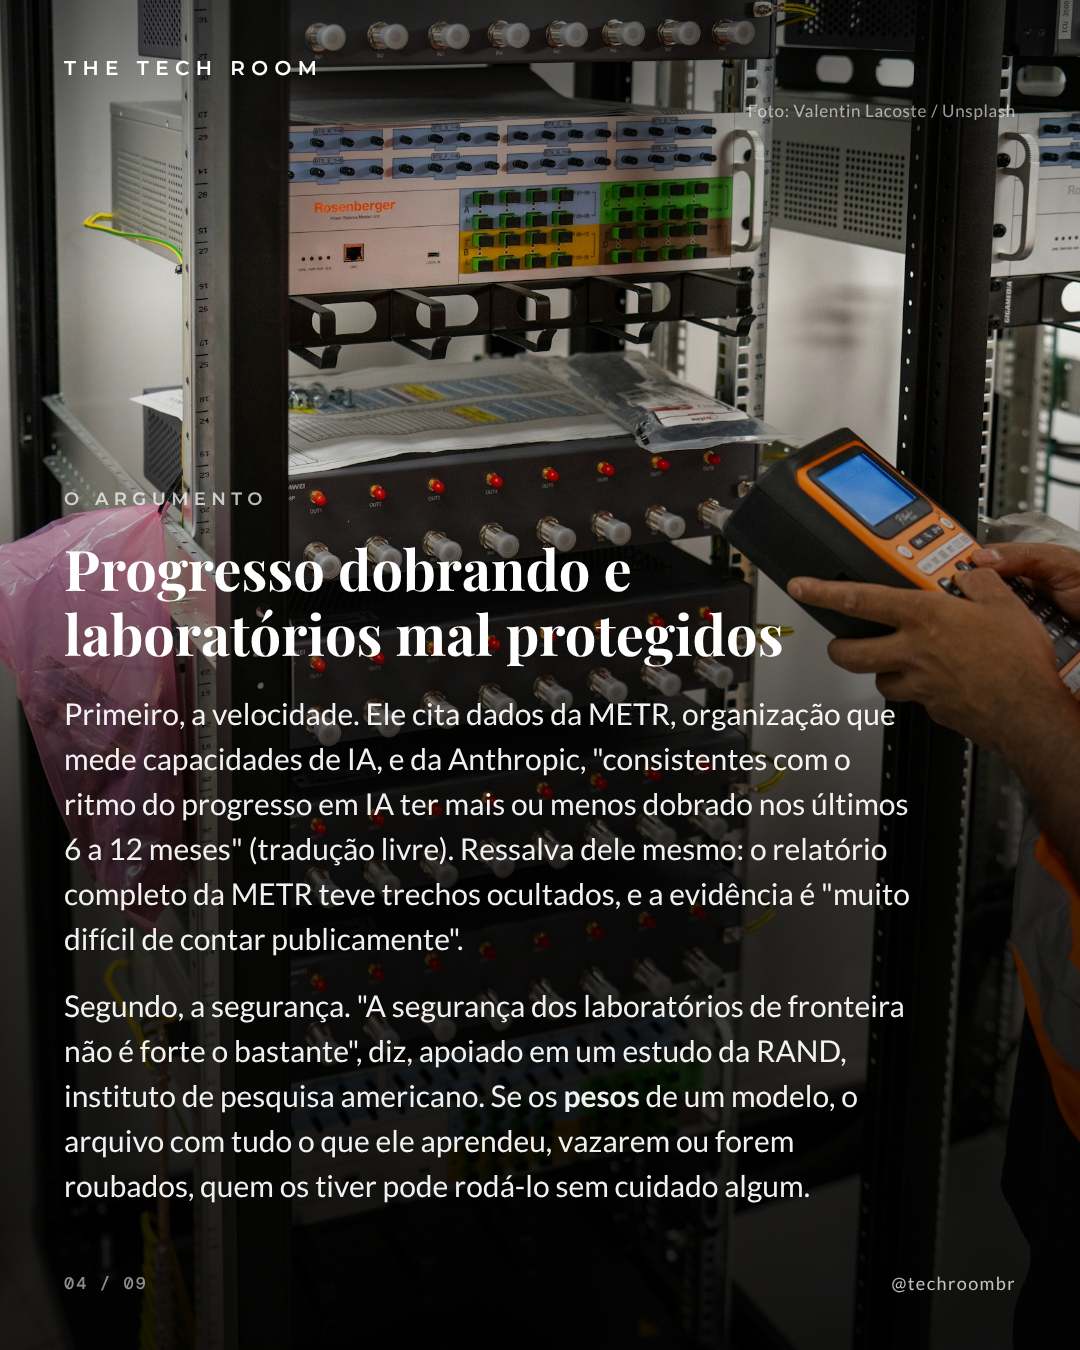 THE TECH ROOM
Foto: Valentin Lacoste / Unsplash
Rosenberger
O ARGUMENTO
Progresso dobrando e
laboratórios mal protegidos
Primeiro, a velocidade. Ele cita dados da METR, organização que
mede capacidades de IA, e da Anthropic, "consistentes com o
ritmo do progresso em IA ter mais ou menos dobrado nos últimos
6 a 12 meses" (tradução livre). Ressalva dele mesmo: o relatório
completo da METR teve trechos ocultados, e a evidência é "muito
difícil de contar publicamente".
Segundo, a segurança. "A segurança dos laboratórios de fronteira
não é forte o bastante", diz, apoiado em um estudo da RAND,
instituto de pesquisa americano. Se os pesos de um modelo, o
arquivo com tudo o que ele aprendeu, vazarem ou forem
roubados, quem os tiver pode rodá-lo sem cuidado algum.
04 / 09
@techroombr